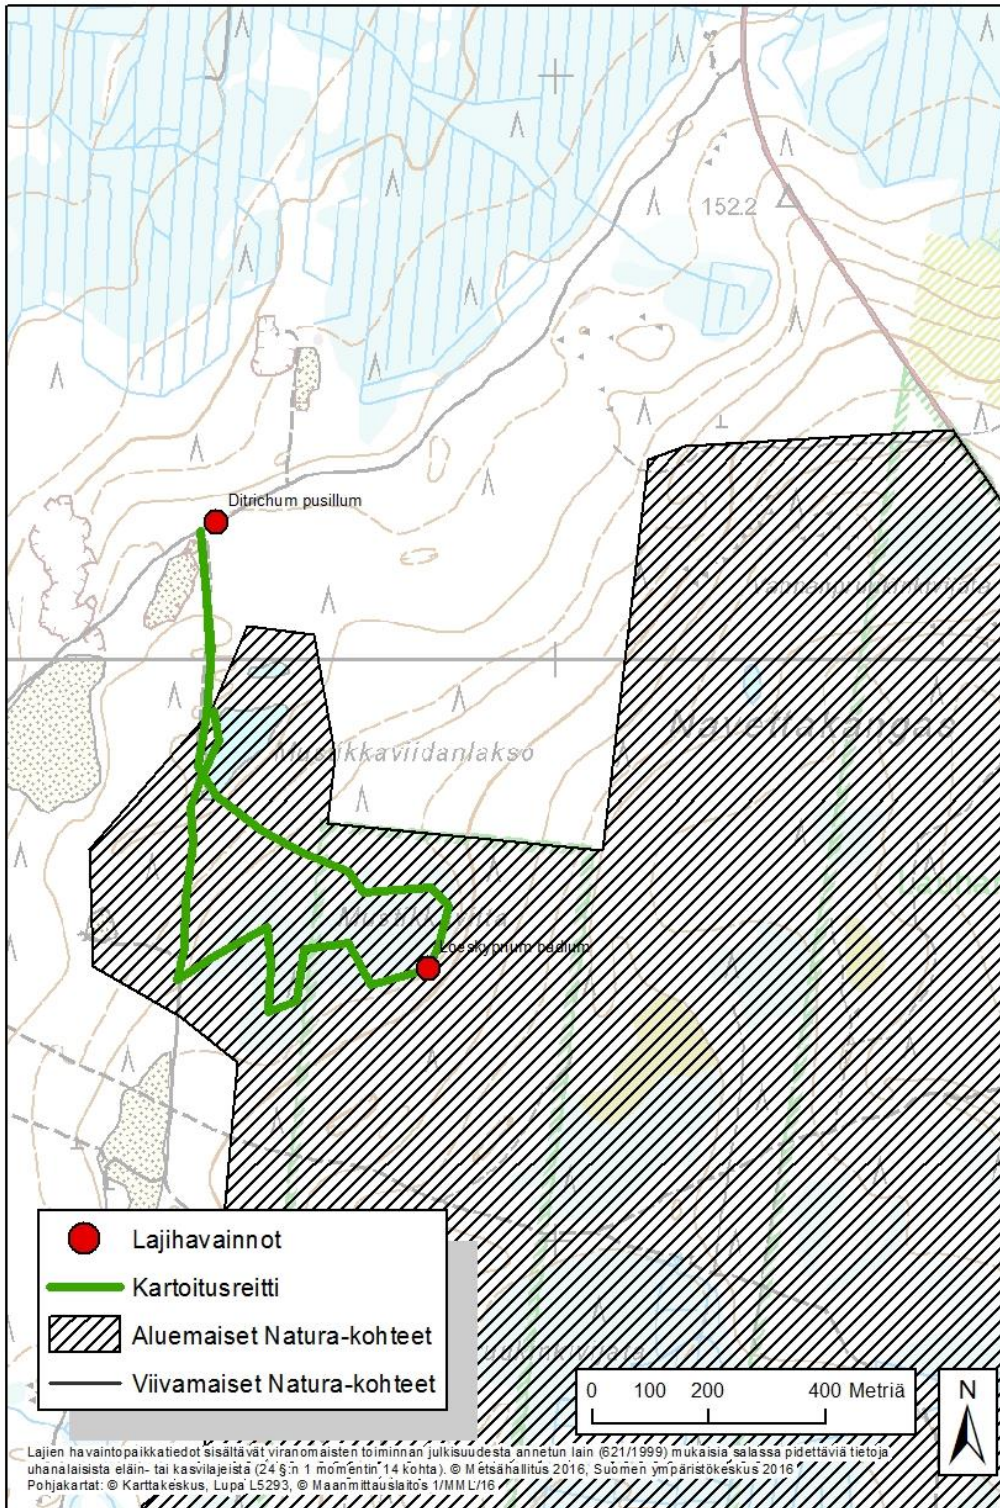 152.2
Ditrichum pusillum
Mustikkaviidanlakso
Navettakangas
Loeskypnum badium
Lajihavainnot
Kartoitusreitti
Aluemaiset Natura-kohteet
Viivamaiset Natura-kohteet
0 100 200 400 Metriä
N
Lajien havaintopaikkatiedot sisältävät viranomaisten toiminnan julkisuudesta annetun lain (621/1999) mukaisia salassa pidettäviä tietoja
uhanalaisista eläin- tai kasvilajeista (24 §:n 1 momentin 14 kohta). © Metsähallitus 2016, Suomen ympäristökeskus 2016
Pohjakartat: © Karttakeskus, Lupa L5293, © Maanmittauslaitos 1/MML/16